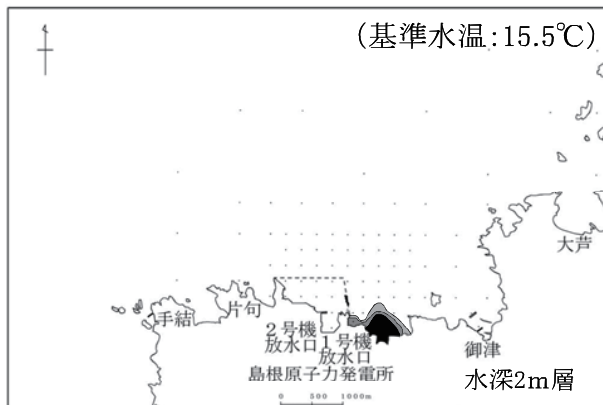 (基準水温:15.5℃)
大芦
手結
片句
2号機
放水口
1号機
放水口
御津
島根原子力発電所
水深2m層
0 500 1000m